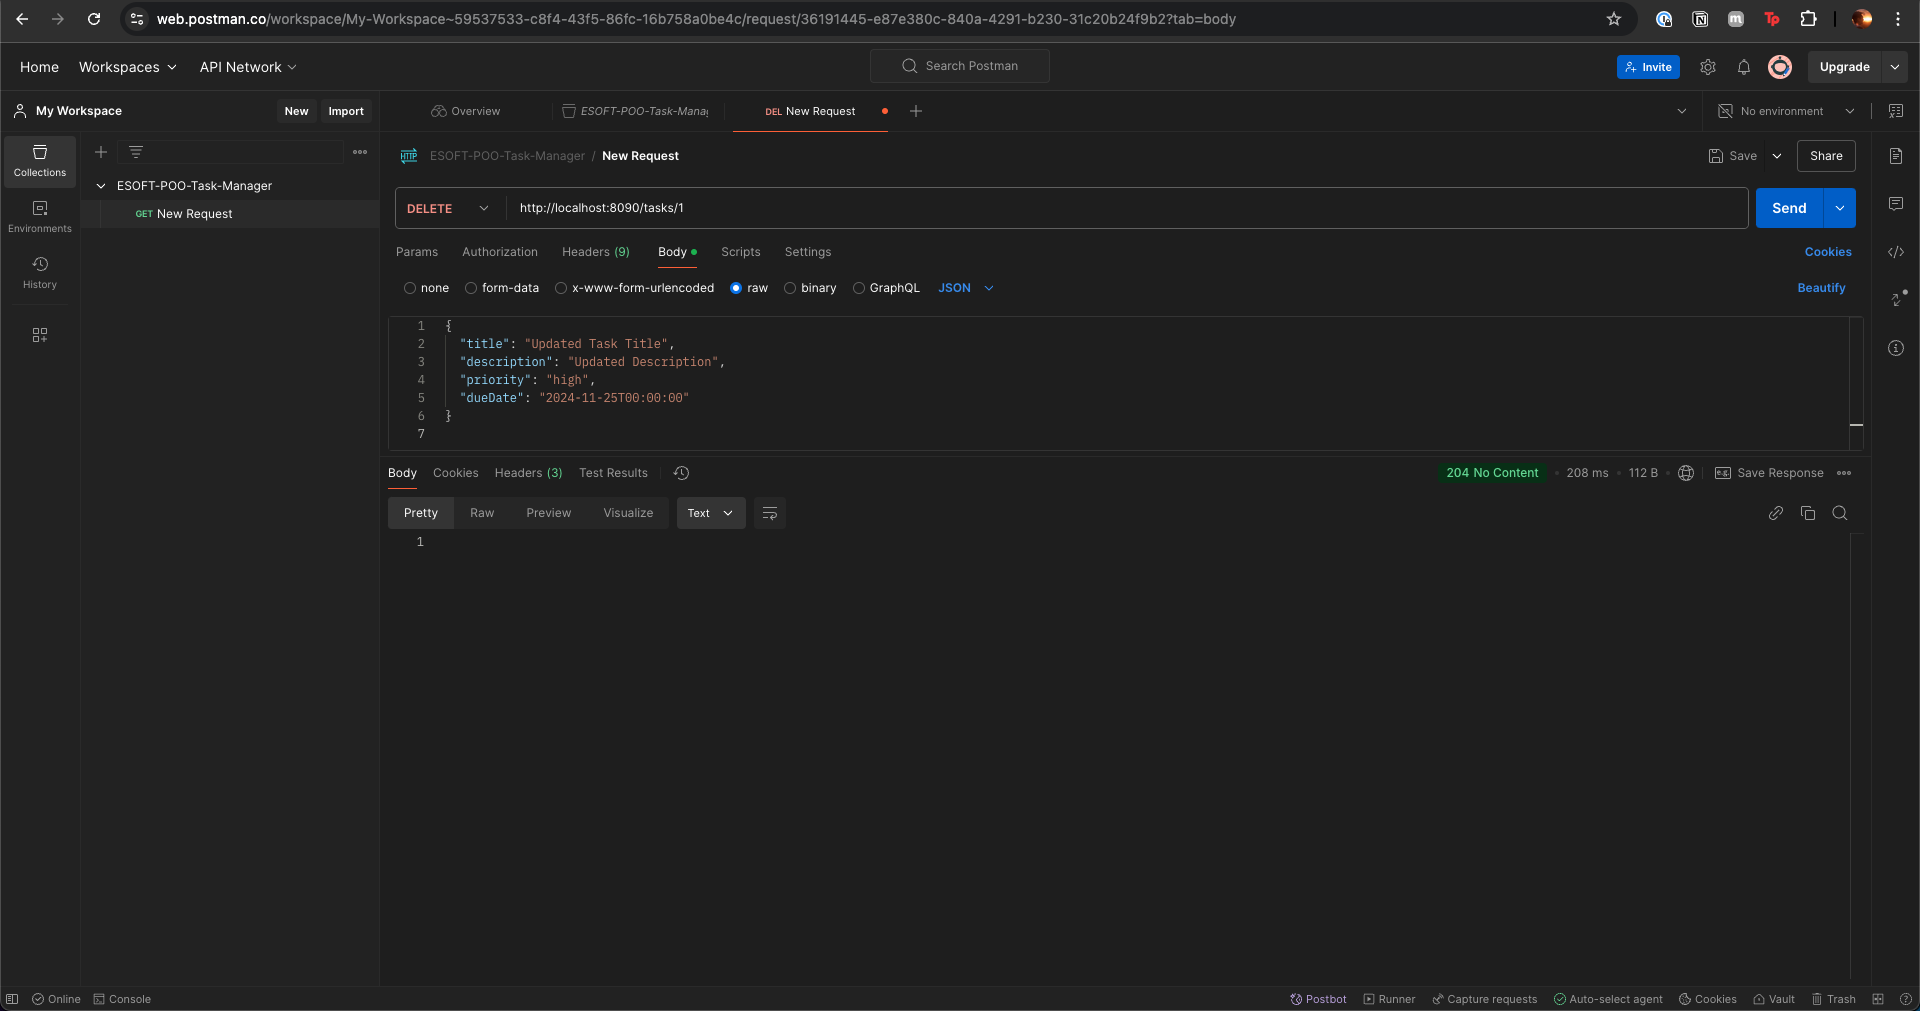 web.postman.co/workspace/My-Workspace~59537533-c8f4-43f5-86fc-16b758a0be4c/request/36191445-e87e380c-840a-4291-b230-31c20b24f9b2?tab=body
Home Workspaces API Network
Search Postman
Invite
Upgrade
My Workspace
New Import
Overview
ESOFT-POO-Task-Mana
DEL New Request
No environment
Collections
Environments
History
ESOFT-POO-Task-Manager
GET New Request
HTTP
ESOFT-POO-Task-Manager / New Request
Save
Share
DELETE http://localhost:8090/tasks/1
Send
Params Authorization Headers (9) Body Scripts Settings
Cookies
none form-data x-www-form-urlencoded raw binary GraphQL JSON
Beautify
1 {
2 "title": "Updated Task Title",
3 "description": "Updated Description",
4 "priority": "high",
5 "dueDate": "2024-11-25T00:00:00"
6 }
7
Body Cookies Headers (3) Test Results
204 No Content • 208 ms • 112 B
Save Response
Pretty Raw Preview Visualize Text
1
Online Console
Postbot Runner Capture requests Auto-select agent Cookies Vault Trash